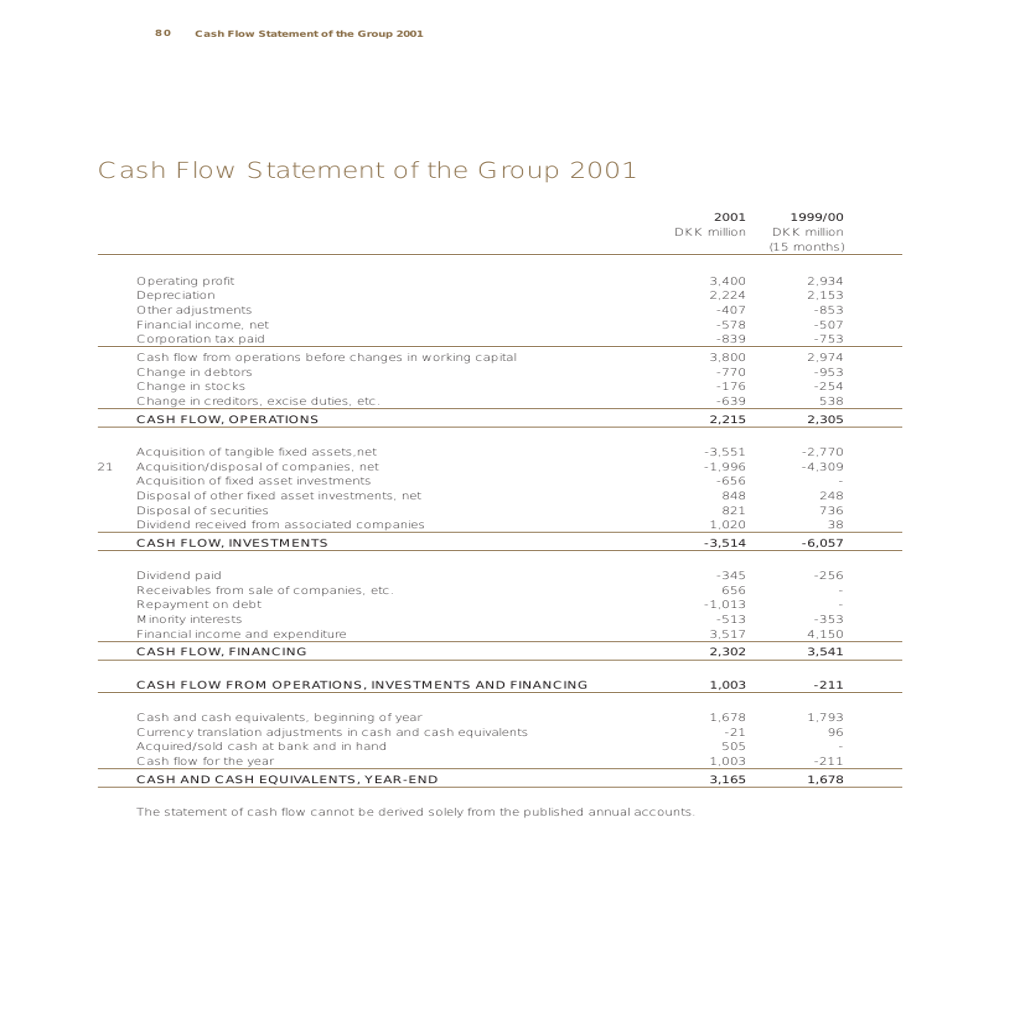 80 Cash Flow Statement of the Group 2001
Cash Flow Statement of the Group 2001
2001 1999/00
DKK million DKK million
(15 months)
Operating profit 3,400 2,934
Depreciation 2,224 2,153
Other adjustments -407 -853
Financial income, net -578 -507
Corporation tax paid -839 -753
Cash flow from operations before changes in working capital 3,800 2,974
Change in debtors -770 -953
Change in stocks -176 -254
Change in creditors, excise duties, etc. -639 538
CASH FLOW, OPERATIONS 2,215 2,305
Acquisition of tangible fixed assets,net -3,551 -2,770
21 Acquisition/disposal of companies, net -1,996 -4,309
Acquisition of fixed asset investments -656 -
Disposal of other fixed asset investments, net 848 248
Disposal of securities 821 736
Dividend received from associated companies 1,020 38
CASH FLOW, INVESTMENTS -3,514 -6,057
Dividend paid -345 -256
Receivables from sale of companies, etc. 656 -
Repayment on debt -1,013 -
Minority interests -513 -353
Financial income and expenditure 3,517 4,150
CASH FLOW, FINANCING 2,302 3,541
CASH FLOW FROM OPERATIONS, INVESTMENTS AND FINANCING 1,003 -211
Cash and cash equivalents, beginning of year 1,678 1,793
Currency translation adjustments in cash and cash equivalents -21 96
Acquired/sold cash at bank and in hand 505 -
Cash flow for the year 1,003 -211
CASH AND CASH EQUIVALENTS, YEAR-END 3,165 1,678
The statement of cash flow cannot be derived solely from the published annual accounts.